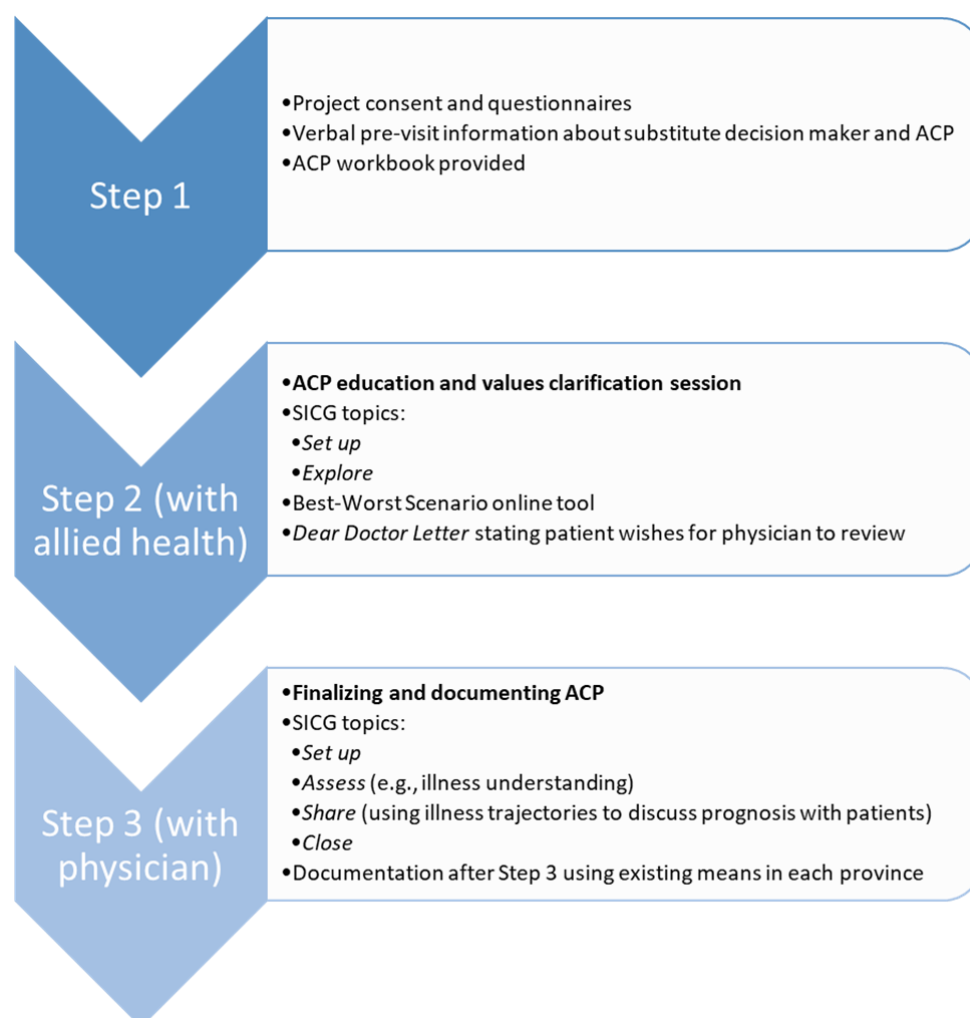 Step 1
•Project consent and questionnaires
•Verbal pre-visit information about substitute decision maker and ACP
•ACP workbook provided
Step 2 (with
allied health)
•ACP education and values clarification session
•SICG topics:
•Set up
•Explore
•Best-Worst Scenario online tool
•Dear Doctor Letter stating patient wishes for physician to review
Step 3 (with
physician)
•Finalizing and documenting ACP
•SICG topics:
•Set up
•Assess (e.g., illness understanding)
•Share (using illness trajectories to discuss prognosis with patients)
•Close
•Documentation after Step 3 using existing means in each province